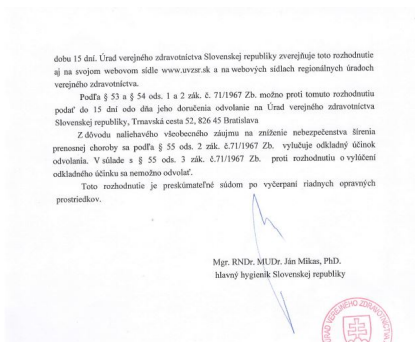 dobu 15 dní. Úrad verejného zdravotníctva Slovenskej republiky zverejňuje toto rozhodnutie
aj na svojom webovom sídle www.uvzsr.sk a na webových sídlach regionálnych úradoch
verejného zdravotníctva.
Podľa § 53 a § 54 ods. 1 a 2 zák. č. 71/1967 Zb. možno proti tomuto rozhodnutiu
podať do 15 dní odo dňa jeho doručenia odvolanie na Úrad verejného zdravotníctva
Slovenskej republiky, Trnavská cesta 52, 826 45 Bratislava
Z dôvodu naliehavého všeobecného záujmu na zníženie nebezpečenstva šírenia
prenosnej choroby sa podľa § 55 ods. 2 zák. č.71/1967 Zb. vylučuje odkladný účinok
odvolania. V súlade s § 55 ods. 3 zák. č.71/1967 Zb. proti rozhodnutiu o vylúčení
odkladného účinku sa nemožno odvolať.
Toto rozhodnutie je preskúmateľné súdom po vyčerpaní riadnych opravných
prostriedkov.
Mgr. RNDr. MUDr. Ján Mikas, PhD.
hlavný hygienik Slovenskej republiky
ÚRAD VEREJNÉHO ZDRAVOTNÍCTVA